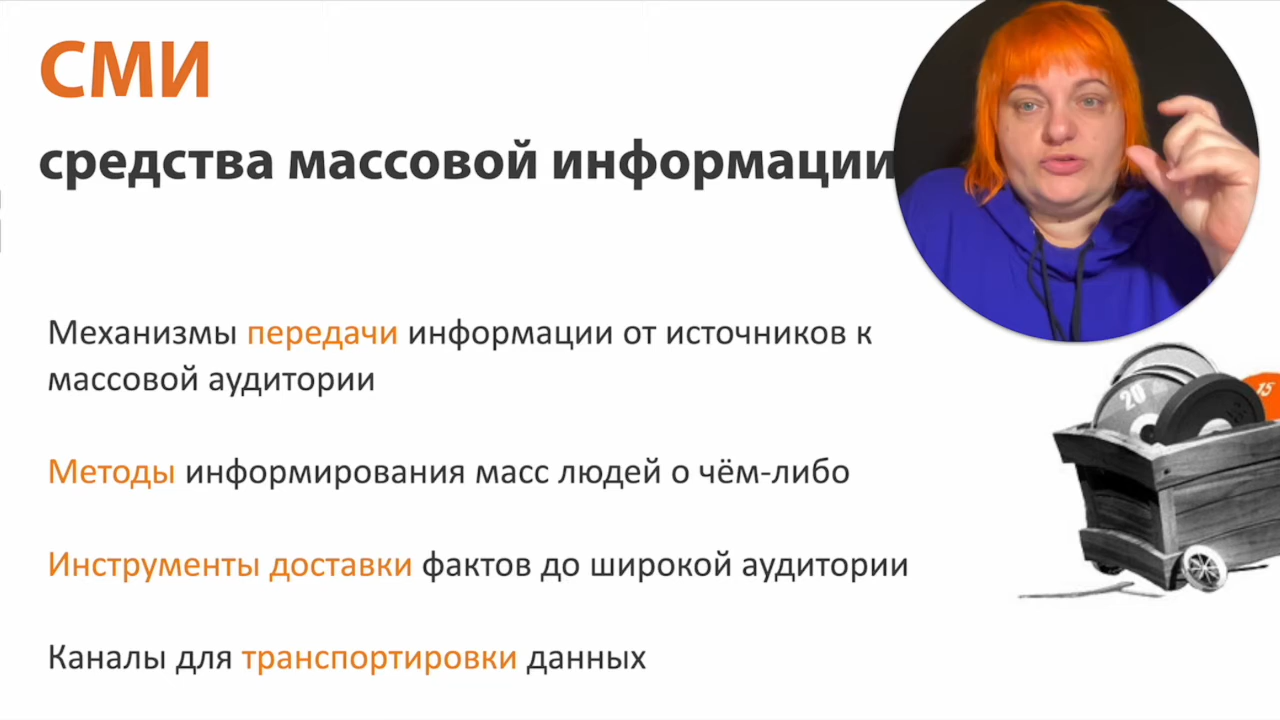 СМИ
средства массовой информации
Механизмы передачи информации от источников к
массовой аудитории
Методы информирования масс людей о чём-либо
Инструменты доставки фактов до широкой аудитории
Каналы для транспортировки данных
20
15